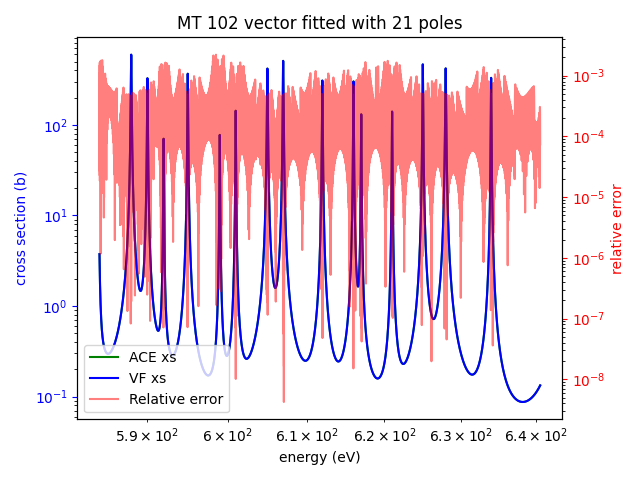 MT 102 vector fitted with 21 poles
cross section (b)
10² 10¹ 10⁰ 10⁻¹
ACE xs
VF xs
Relative error
10⁻³ 10⁻⁴ 10⁻⁵ 10⁻⁶ 10⁻⁷ 10⁻⁸
relative error
5.9 × 10² 6 × 10² 6.1 × 10² 6.2 × 10² 6.3 × 10² 6.4 × 10²
energy (eV)